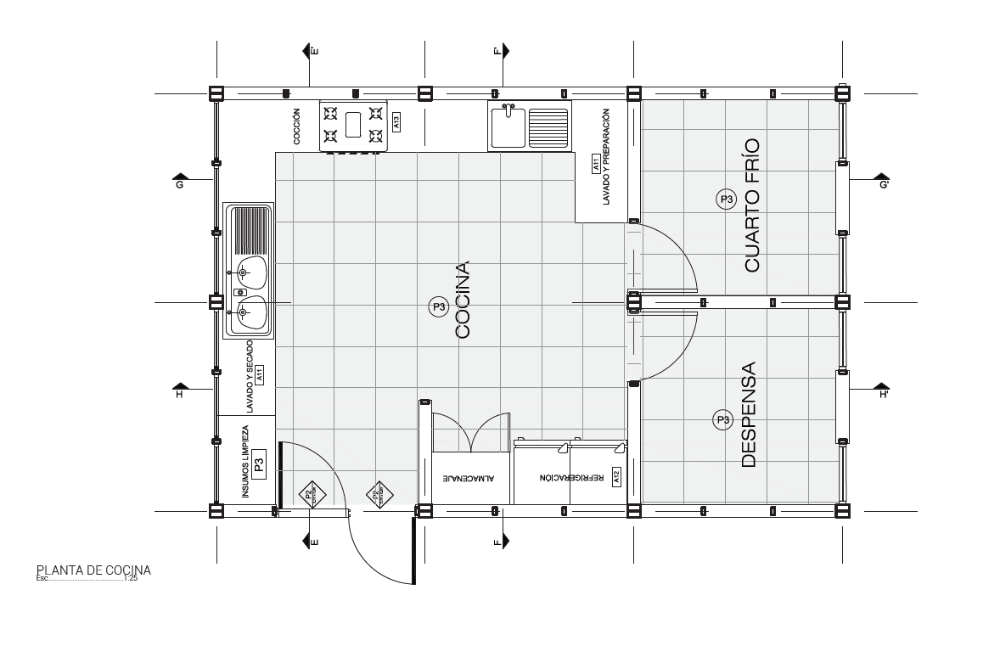 E'
F'
COCCIÓN
A13
A11
LAVADO Y PREPARACIÓN
G
G'
P3
CUARTO FRÍO
P3
COCINA
LAVADO Y SECADO
A11
H
H'
P3
DESPENSA
INSUMOS LIMPIEZA
P3
ALMACENAJE
REFRIGERACIÓN
A12
P2
P2
E
F
PLANTA DE COCINA
Esc.............................................1:25